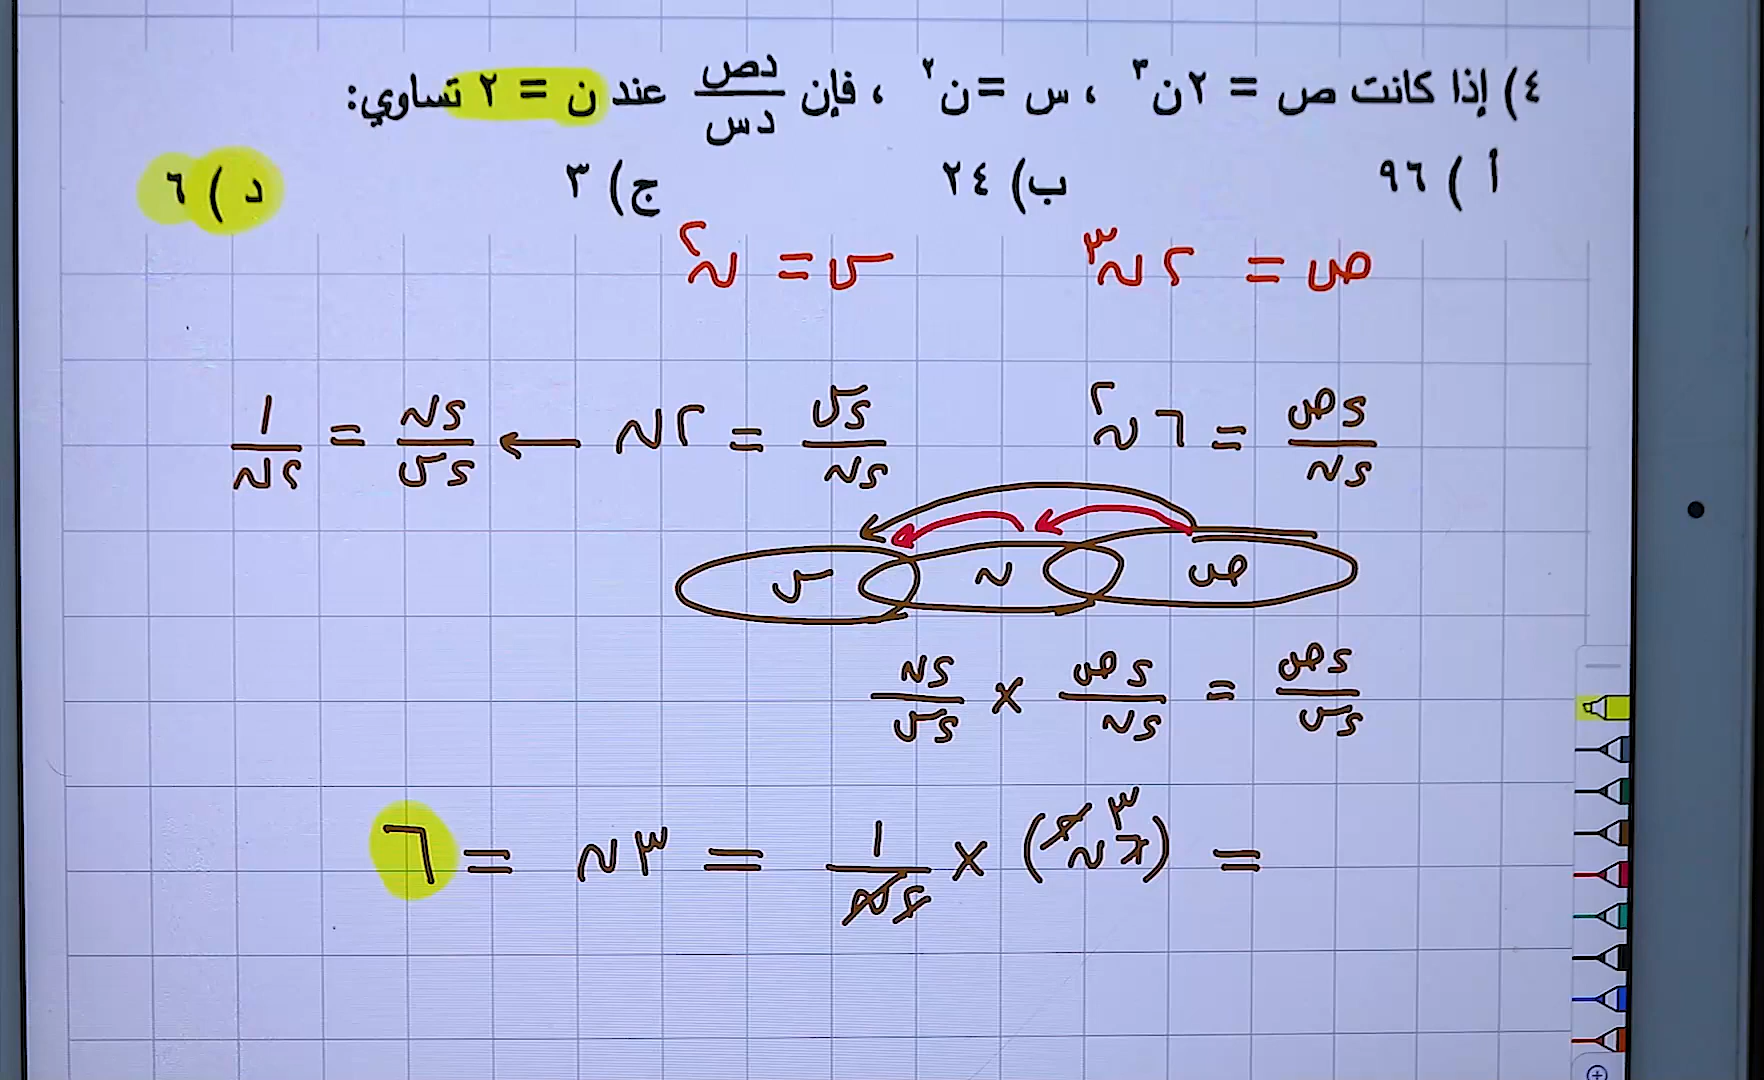 ٤) إذا كانت ص = ٢ن٣ ، س =ن٢ ، فإن دص/دس عند ن = ٢ تساوي:
أ ) ٩٦ ب) ٢٤ ج) ٣ د ) ٦
ص = ٢ن٣ س = ن٢
دص/دن = ٦ن٢ دس/دن = ٢ن ← دن/دس = ١/٢ن
ص ن س
دص/دس = دص/دن × دن/دس
= (٦ن٢) ٣ × ١/٢ن = ٣ن = ٦